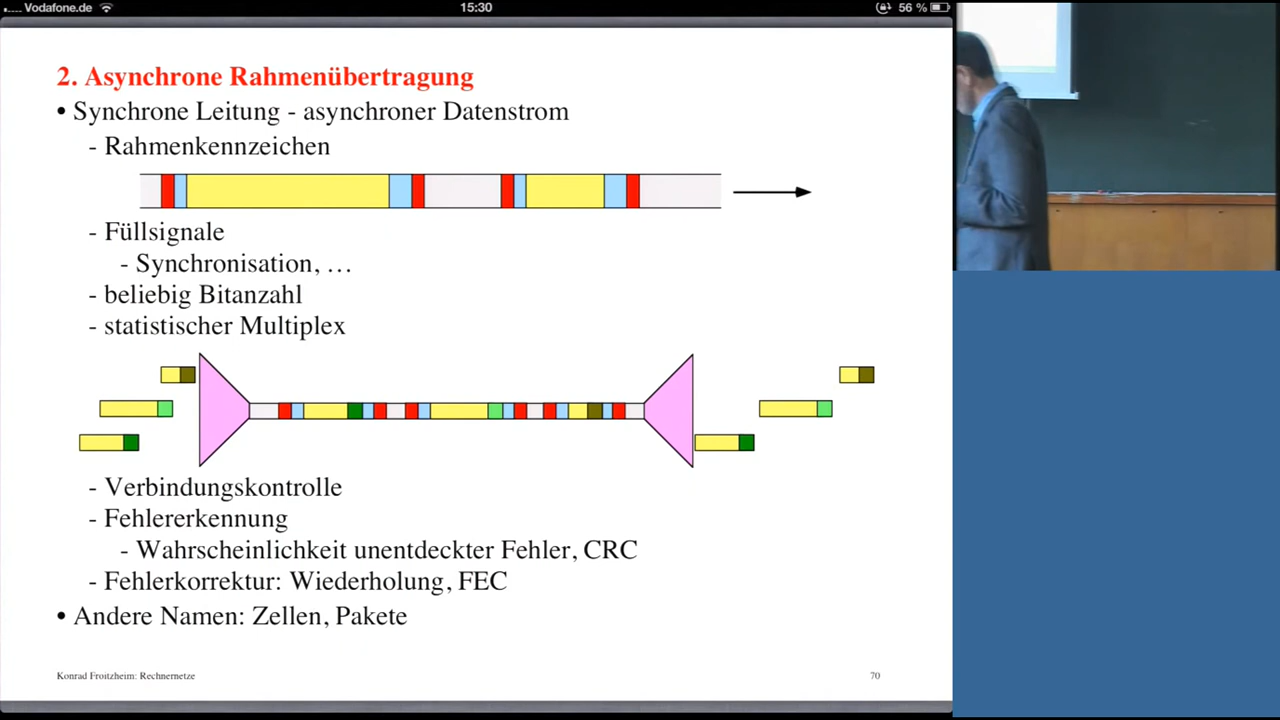 Vodafone.de
15:30
56 %
2. Asynchrone Rahmenübertragung
• Synchrone Leitung - asynchroner Datenstrom
- Rahmenkennzeichen
- Füllsignale
- Synchronisation, …
- beliebig Bitanzahl
- statistischer Multiplex
- Verbindungskontrolle
- Fehlererkennung
- Wahrscheinlichkeit unentdeckter Fehler, CRC
- Fehlerkorrektur: Wiederholung, FEC
• Andere Namen: Zellen, Pakete
Konrad Froitzheim: Rechnernetze
70